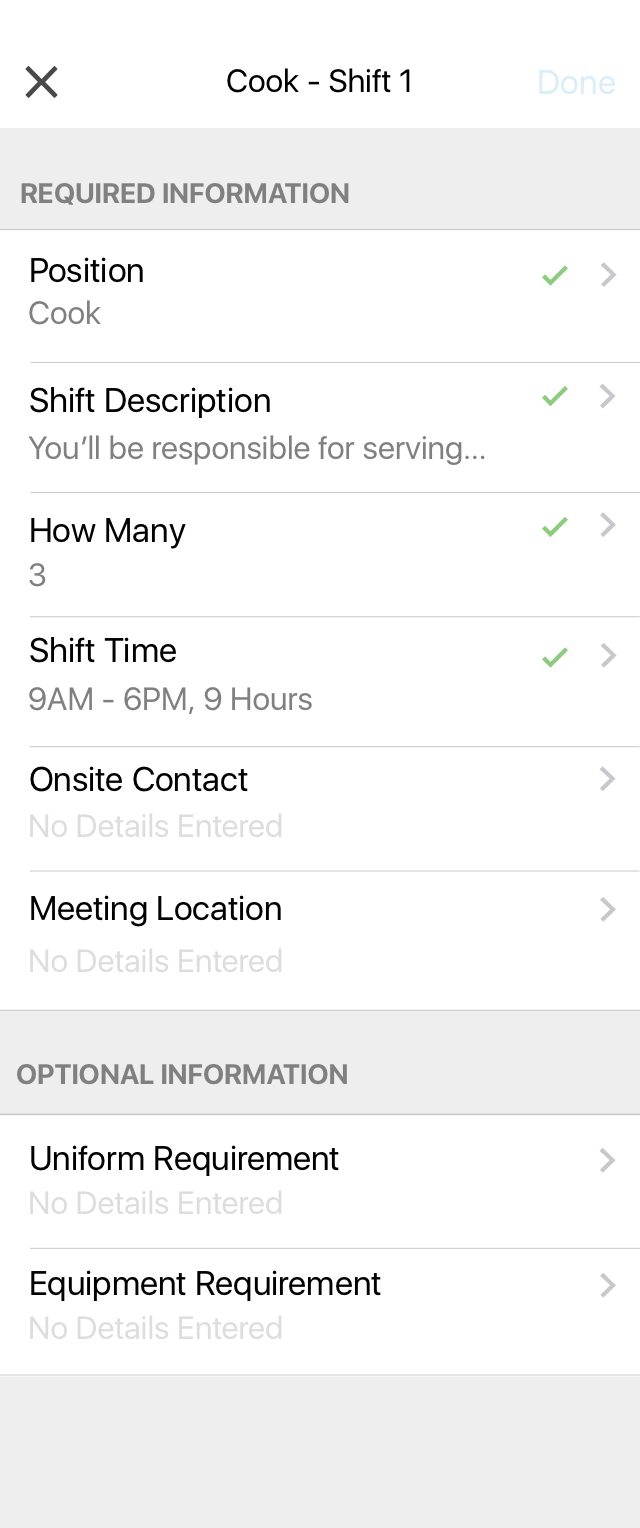 Cook - Shift 1
Done
REQUIRED INFORMATION
Position
Cook
Shift Description
You’ll be responsible for serving...
How Many
3
Shift Time
9AM - 6PM, 9 Hours
Onsite Contact
No Details Entered
Meeting Location
No Details Entered
OPTIONAL INFORMATION
Uniform Requirement
No Details Entered
Equipment Requirement
No Details Entered